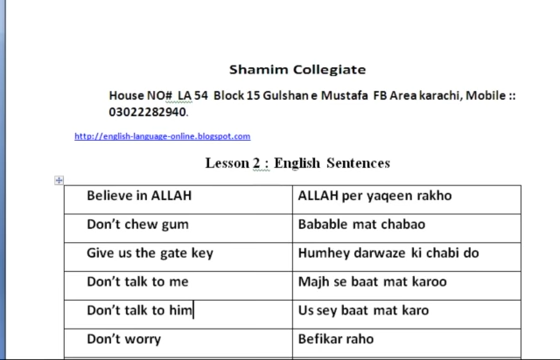 Shamim Collegiate
House NO# LA 54 Block 15 Gulshan e Mustafa FB Area karachi, Mobile ::
03022282940.
http://english-language-online.blogspot.com
Lesson 2 : English Sentences
Believe in ALLAH ALLAH per yaqeen rakho
Don't chew gum Babable mat chabao
Give us the gate key Humhey darwaze ki chabi do
Don't talk to me Majh se baat mat karoo
Don't talk to him Us sey baat mat karo
Don't worry Befikar raho